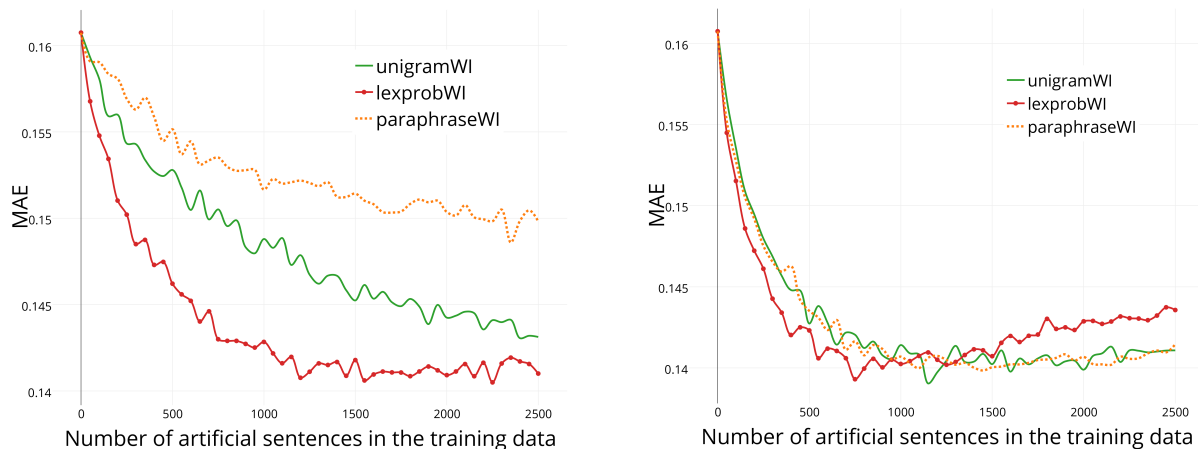 0.16
0.155
0.15
0.145
0.14
MAE
unigramWI
lexprobWI
paraphraseWI
0 500 1000 1500 2000 2500
Number of artificial sentences in the training data
0.16
0.155
0.15
0.145
0.14
MAE
unigramWI
lexprobWI
paraphraseWI
0 500 1000 1500 2000 2500
Number of artificial sentences in the training data